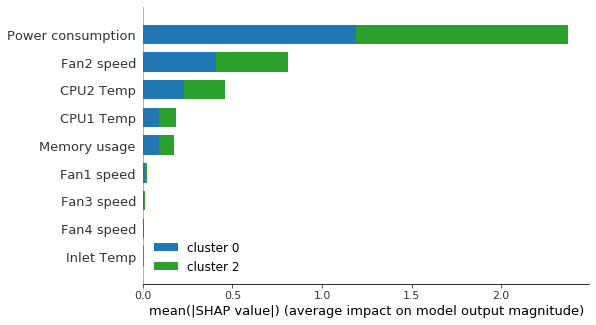 Power consumption
Fan2 speed
CPU2 Temp
CPU1 Temp
Memory usage
Fan1 speed
Fan3 speed
Fan4 speed
Inlet Temp
cluster 0
cluster 2
0.0 0.5 1.0 1.5 2.0
mean(|SHAP value|) (average impact on model output magnitude)